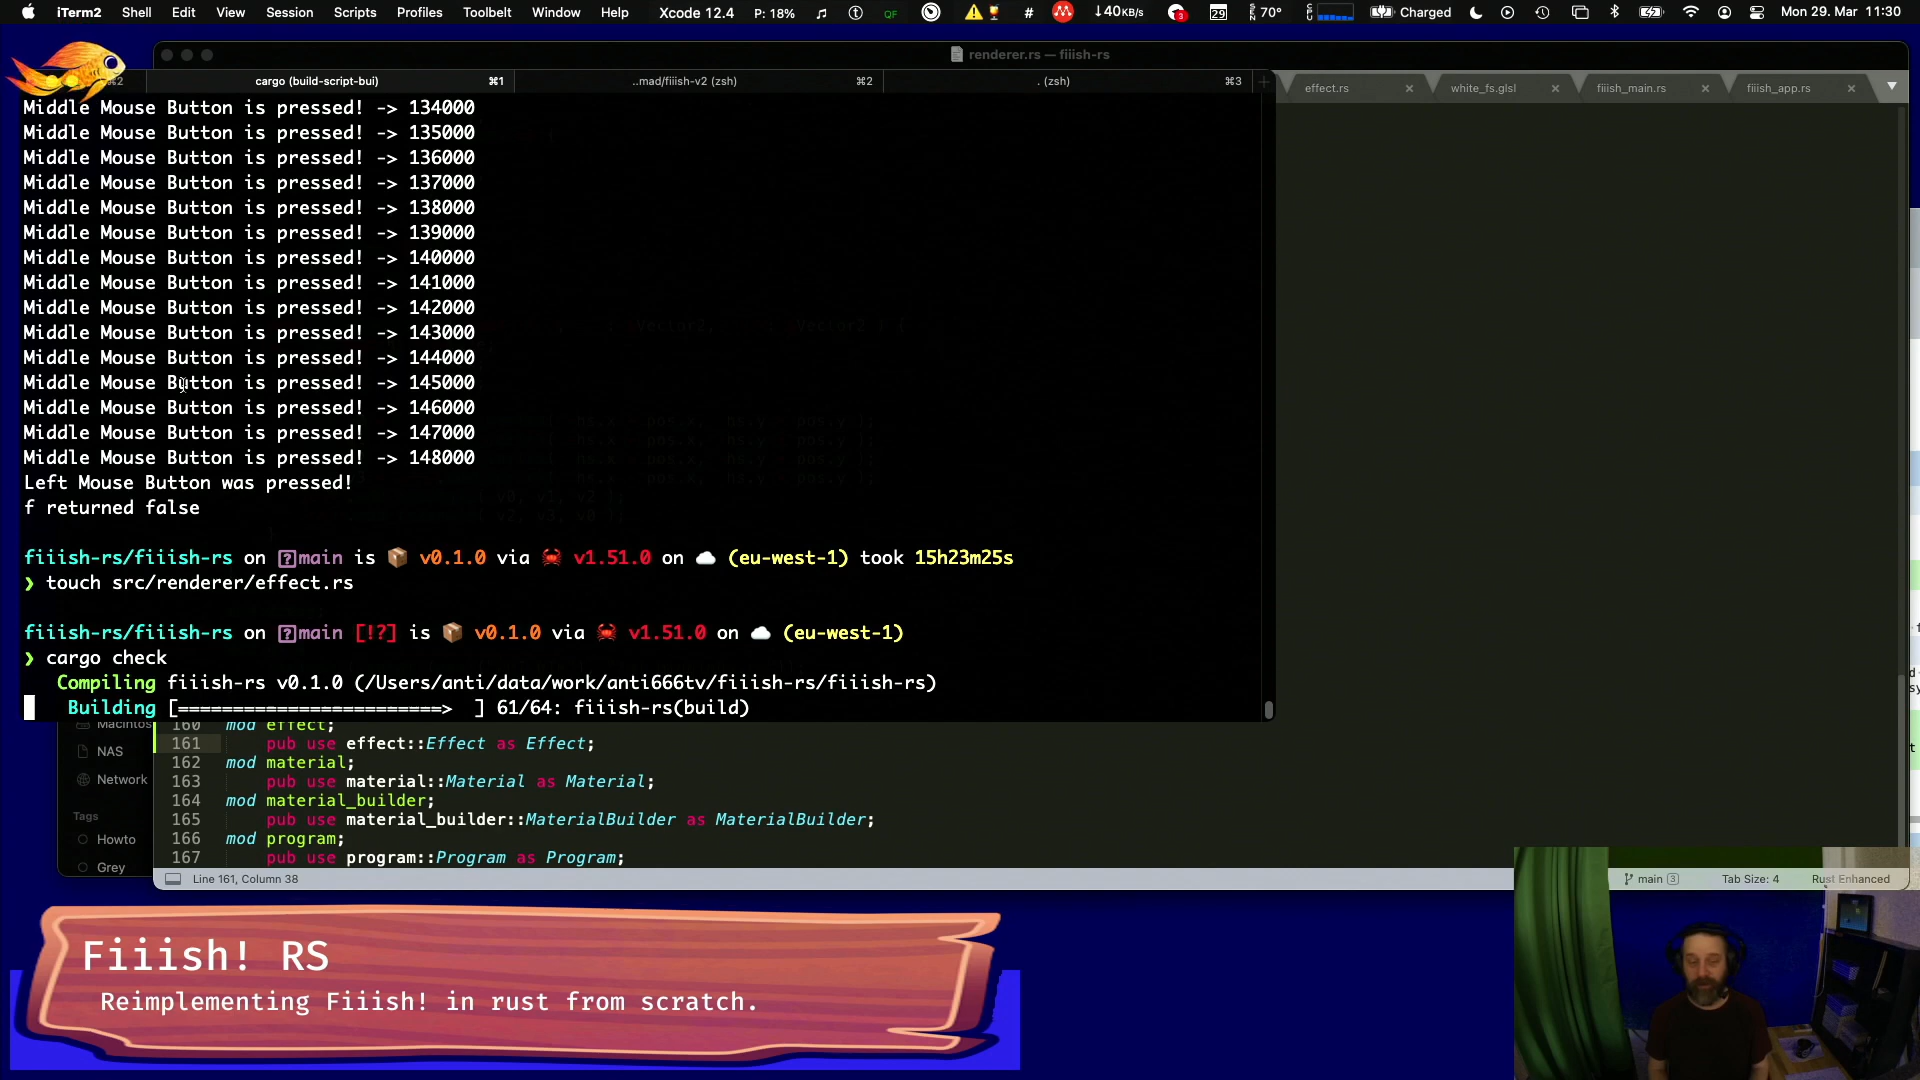 iTerm2 Shell Edit View Session Scripts Profiles Toolbelt Window Help Xcode 12.4 P: 18% QF # ↓40KB/s 3 29 70° Charged Mon 29. Mar 11:30
renderer.rs — fiiish-rs
⌘2 cargo (build-script-bui) ⌘1 ..mad/fiiish-v2 (zsh) ⌘2 . (zsh) ⌘3
effect.rs white_fs.glsl fiiish_main.rs fiiish_app.rs
Middle Mouse Button is pressed! -> 134000
Middle Mouse Button is pressed! -> 135000
Middle Mouse Button is pressed! -> 136000
Middle Mouse Button is pressed! -> 137000
Middle Mouse Button is pressed! -> 138000
Middle Mouse Button is pressed! -> 139000
Middle Mouse Button is pressed! -> 140000
Middle Mouse Button is pressed! -> 141000
Middle Mouse Button is pressed! -> 142000
Middle Mouse Button is pressed! -> 143000
Middle Mouse Button is pressed! -> 144000
Middle Mouse Button is pressed! -> 145000
Middle Mouse Button is pressed! -> 146000
Middle Mouse Button is pressed! -> 147000
Middle Mouse Button is pressed! -> 148000
Left Mouse Button was pressed!
f returned false
fiiish-rs/fiiish-rs on main is 📦 v0.1.0 via 🦀 v1.51.0 on ☁️ (eu-west-1) took 15h23m25s
❯ touch src/renderer/effect.rs
fiiish-rs/fiiish-rs on main [!?] is 📦 v0.1.0 via 🦀 v1.51.0 on ☁️ (eu-west-1)
❯ cargo check
Compiling fiiish-rs v0.1.0 (/Users/anti/data/work/anti666tv/fiiish-rs/fiiish-rs)
Building [========================> ] 61/64: fiiish-rs(build)
Macintos
NAS
Network
Tags
Howto
Grey
160 mod effect;
161 pub use effect::Effect as Effect;
162 mod material;
163 pub use material::Material as Material;
164 mod material_builder;
165 pub use material_builder::MaterialBuilder as MaterialBuilder;
166 mod program;
167 pub use program::Program as Program;
Line 161, Column 38 main 3 Tab Size: 4 Rust Enhanced
Fiiish! RS
Reimplementing Fiiish! in rust from scratch.